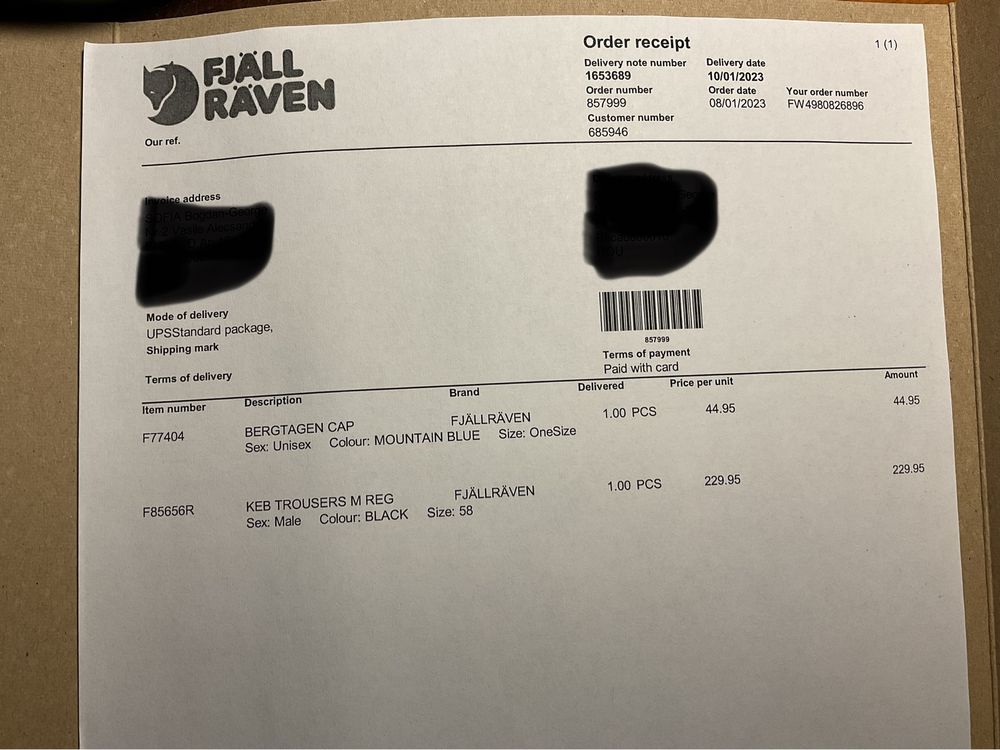 FJÄLL
RÄVEN
Order receipt
1 (1)
Delivery note number Delivery date
1653689 10/01/2023
Order number Order date Your order number
857999 08/01/2023 FW4980826896
Customer number
685946
Our ref.
Invoice address
Mode of delivery
UPSStandard package,
Shipping mark
857999
Terms of payment
Paid with card
Terms of delivery
Item number Description Brand Delivered Price per unit Amount
F77404 BERGTAGEN CAP FJÄLLRÄVEN 1.00 PCS 44.95 44.95
Sex: Unisex Colour: MOUNTAIN BLUE Size: OneSize
F85656R KEB TROUSERS M REG FJÄLLRÄVEN 1.00 PCS 229.95 229.95
Sex: Male Colour: BLACK Size: 58